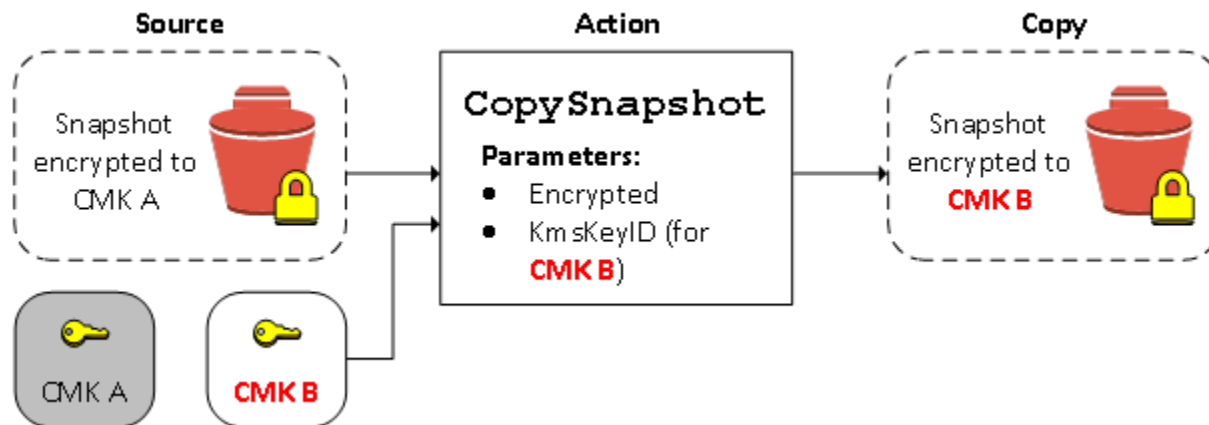 Source
Action
Copy
Snapshot
encrypted to
CMK A
CopySnapshot
Parameters:
● Encrypted
● KmsKeyID (for
CMK B)
Snapshot
encrypted to
CMK B
CMK A
CMK B